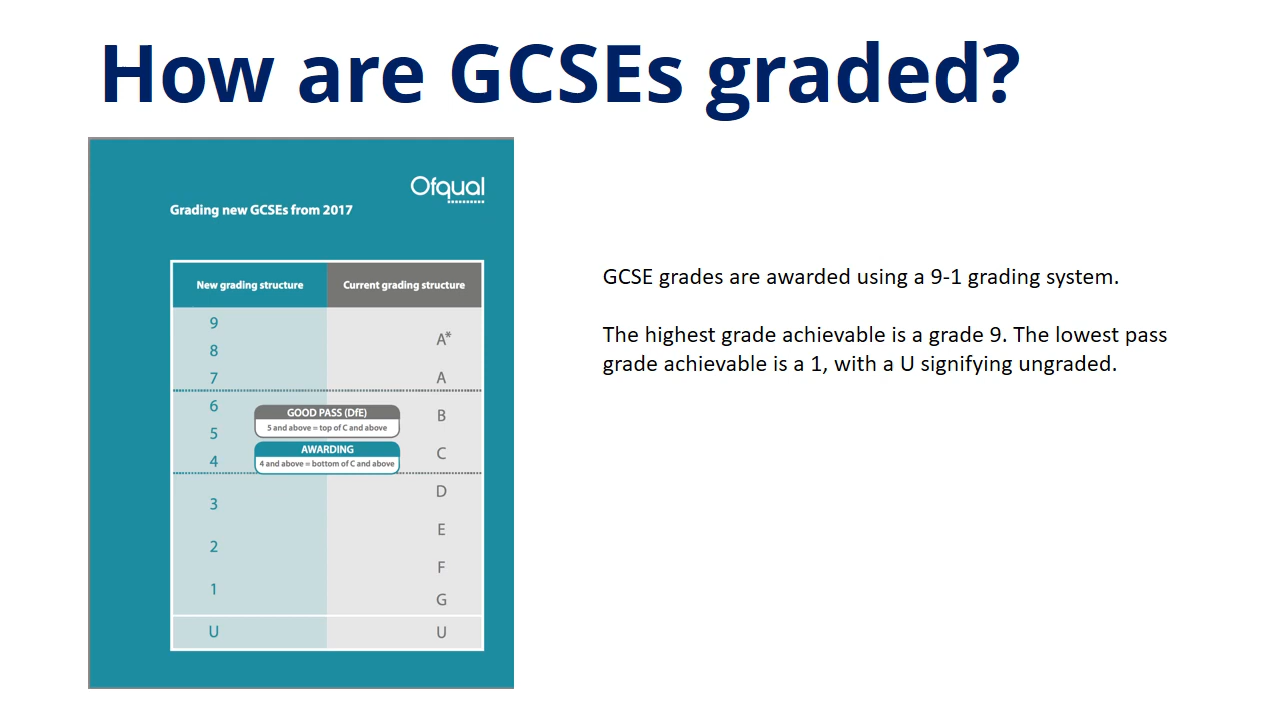 How are GCSEs graded?
Ofqual
Grading new GCSEs from 2017
New grading structure Current grading structure
9
A*
8
7 A
6 B
GOOD PASS (DfE)
5 and above = top of C and above
5
AWARDING
C
4
4 and above = bottom of C and above
D
3
E
2
F
1
G
U U
GCSE grades are awarded using a 9-1 grading system.
The highest grade achievable is a grade 9. The lowest pass
grade achievable is a 1, with a U signifying ungraded.